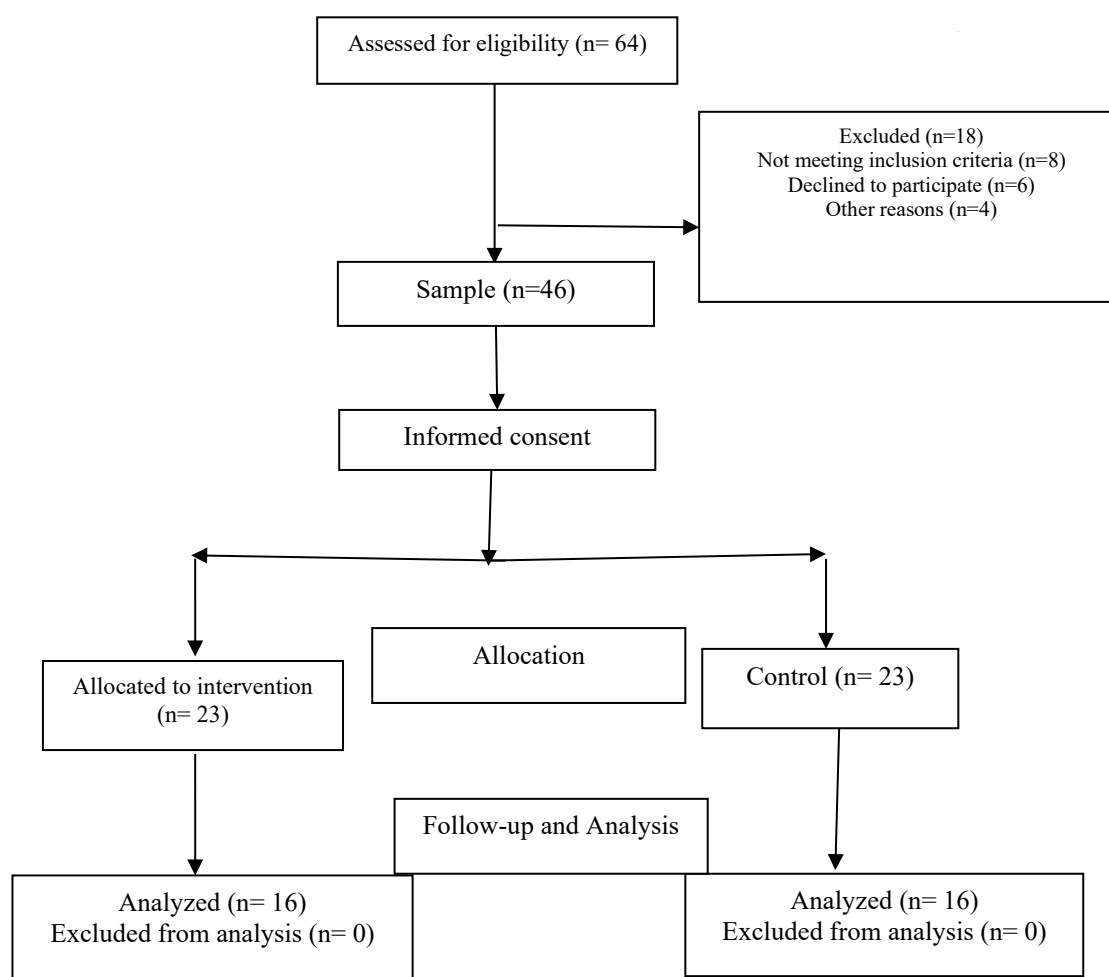 Assessed for eligibility (n= 64)
Excluded (n=18)
Not meeting inclusion criteria (n=8)
Declined to participate (n=6)
Other reasons (n=4)
Sample (n=46)
Informed consent
Allocation
Allocated to intervention
(n= 23)
Control (n= 23)
Follow-up and Analysis
Analyzed (n= 16)
Excluded from analysis (n= 0)
Analyzed (n= 16)
Excluded from analysis (n= 0)